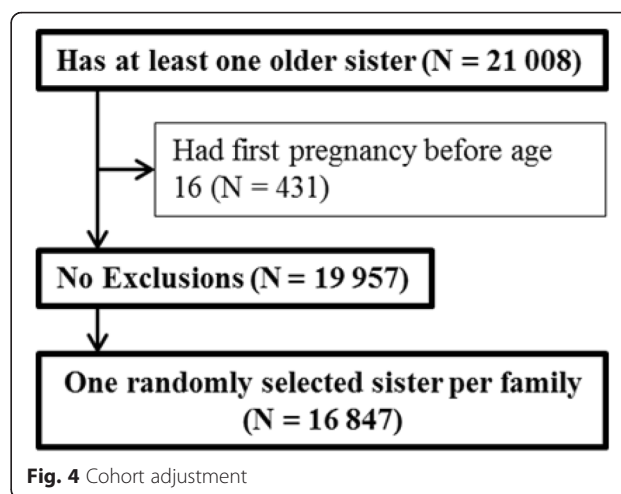 Has at least one older sister (N = 21 008)
Had first pregnancy before age
16 (N = 431)
No Exclusions (N = 19 957)
One randomly selected sister per family
(N = 16 847)
Fig. 4 Cohort adjustment